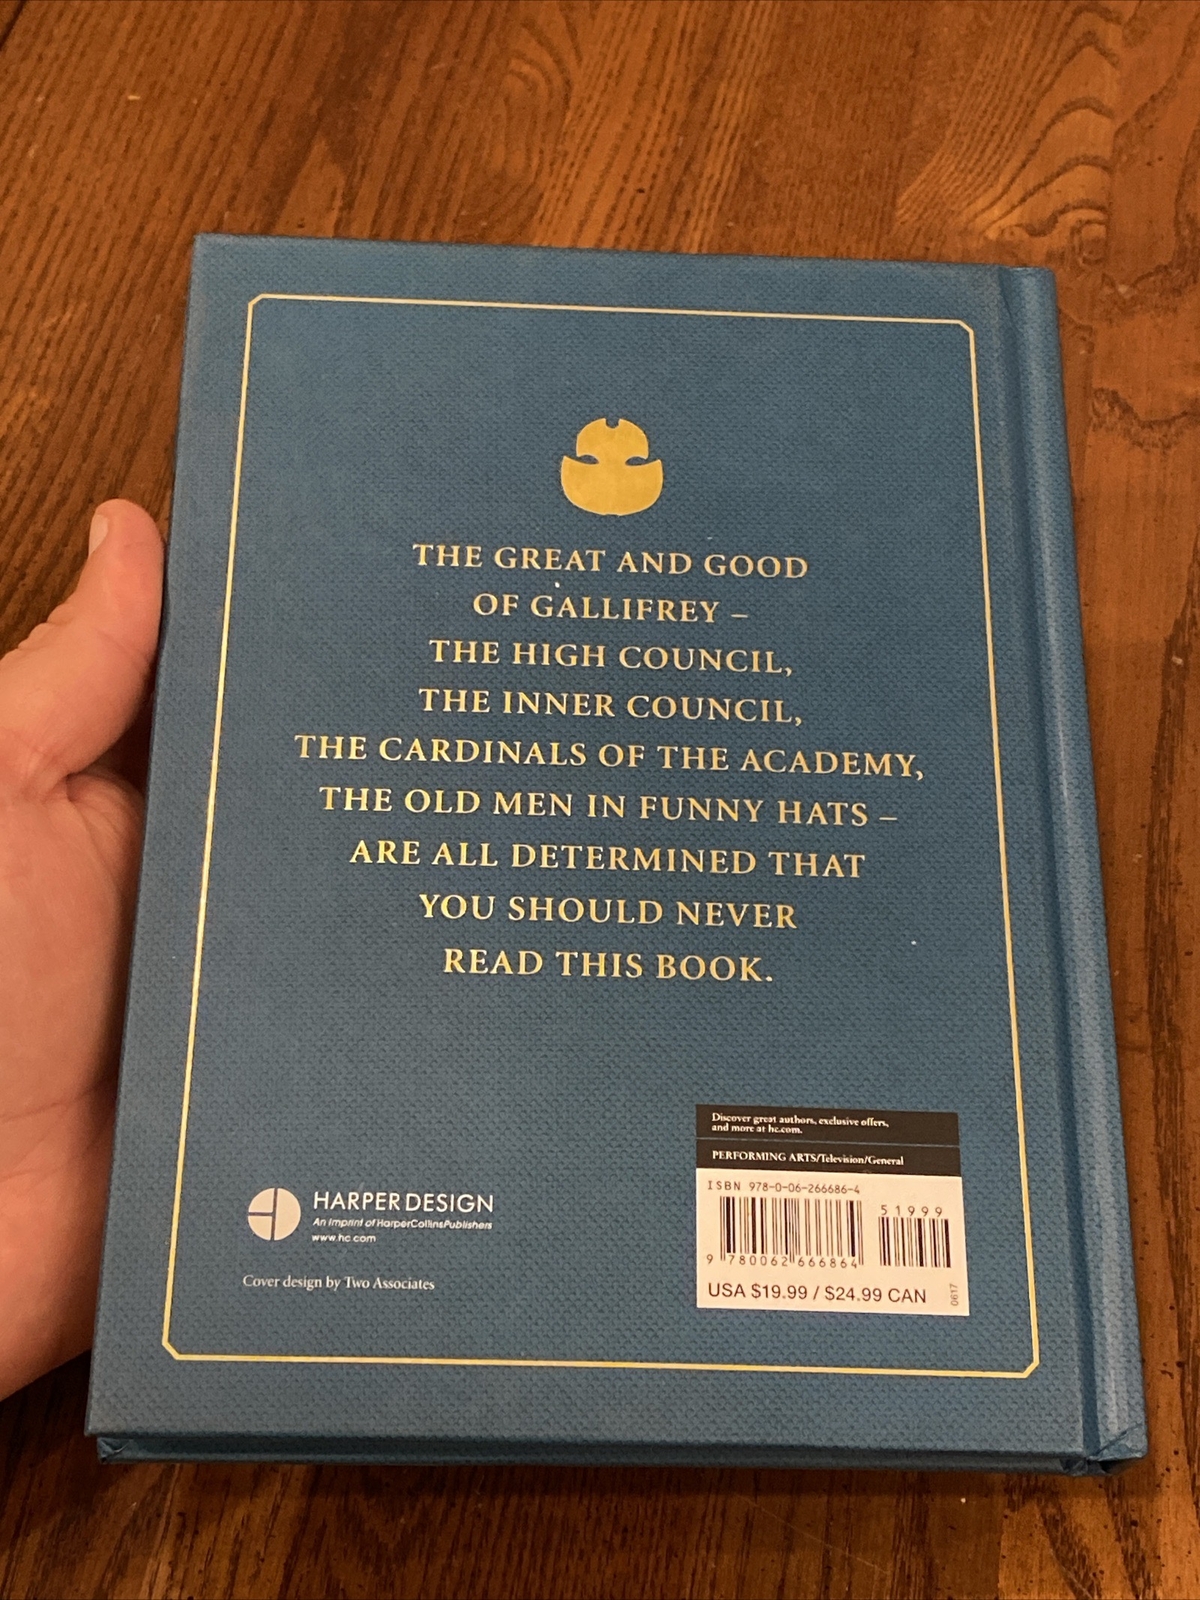 THE GREAT AND GOOD
OF GALLIFREY –
THE HIGH COUNCIL,
THE INNER COUNCIL,
THE CARDINALS OF THE ACADEMY,
THE OLD MEN IN FUNNY HATS –
ARE ALL DETERMINED THAT
YOU SHOULD NEVER
READ THIS BOOK.
HARPERDESIGN
An Imprint of HarperCollinsPublishers
www.hc.com
Cover design by Two Associates
Discover great authors, exclusive offers,
and more at hc.com.
PERFORMING ARTS/Television/General
ISBN 978-0-06-266686-4
51999
9 780062 666864
USA $19.99 / $24.99 CAN
0617